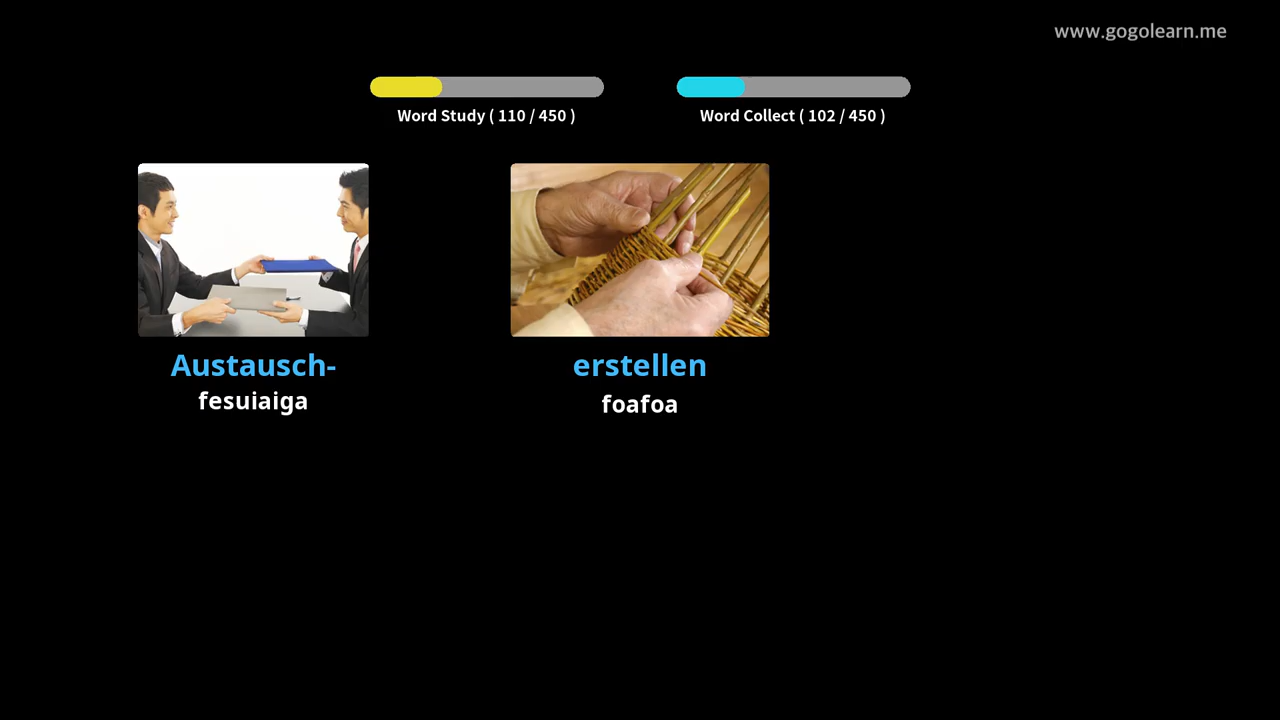 www.gogolearn.me
Word Study ( 110 / 450 )
Word Collect ( 102 / 450 )
Austausch-
fesuiaiga
erstellen
foafoa